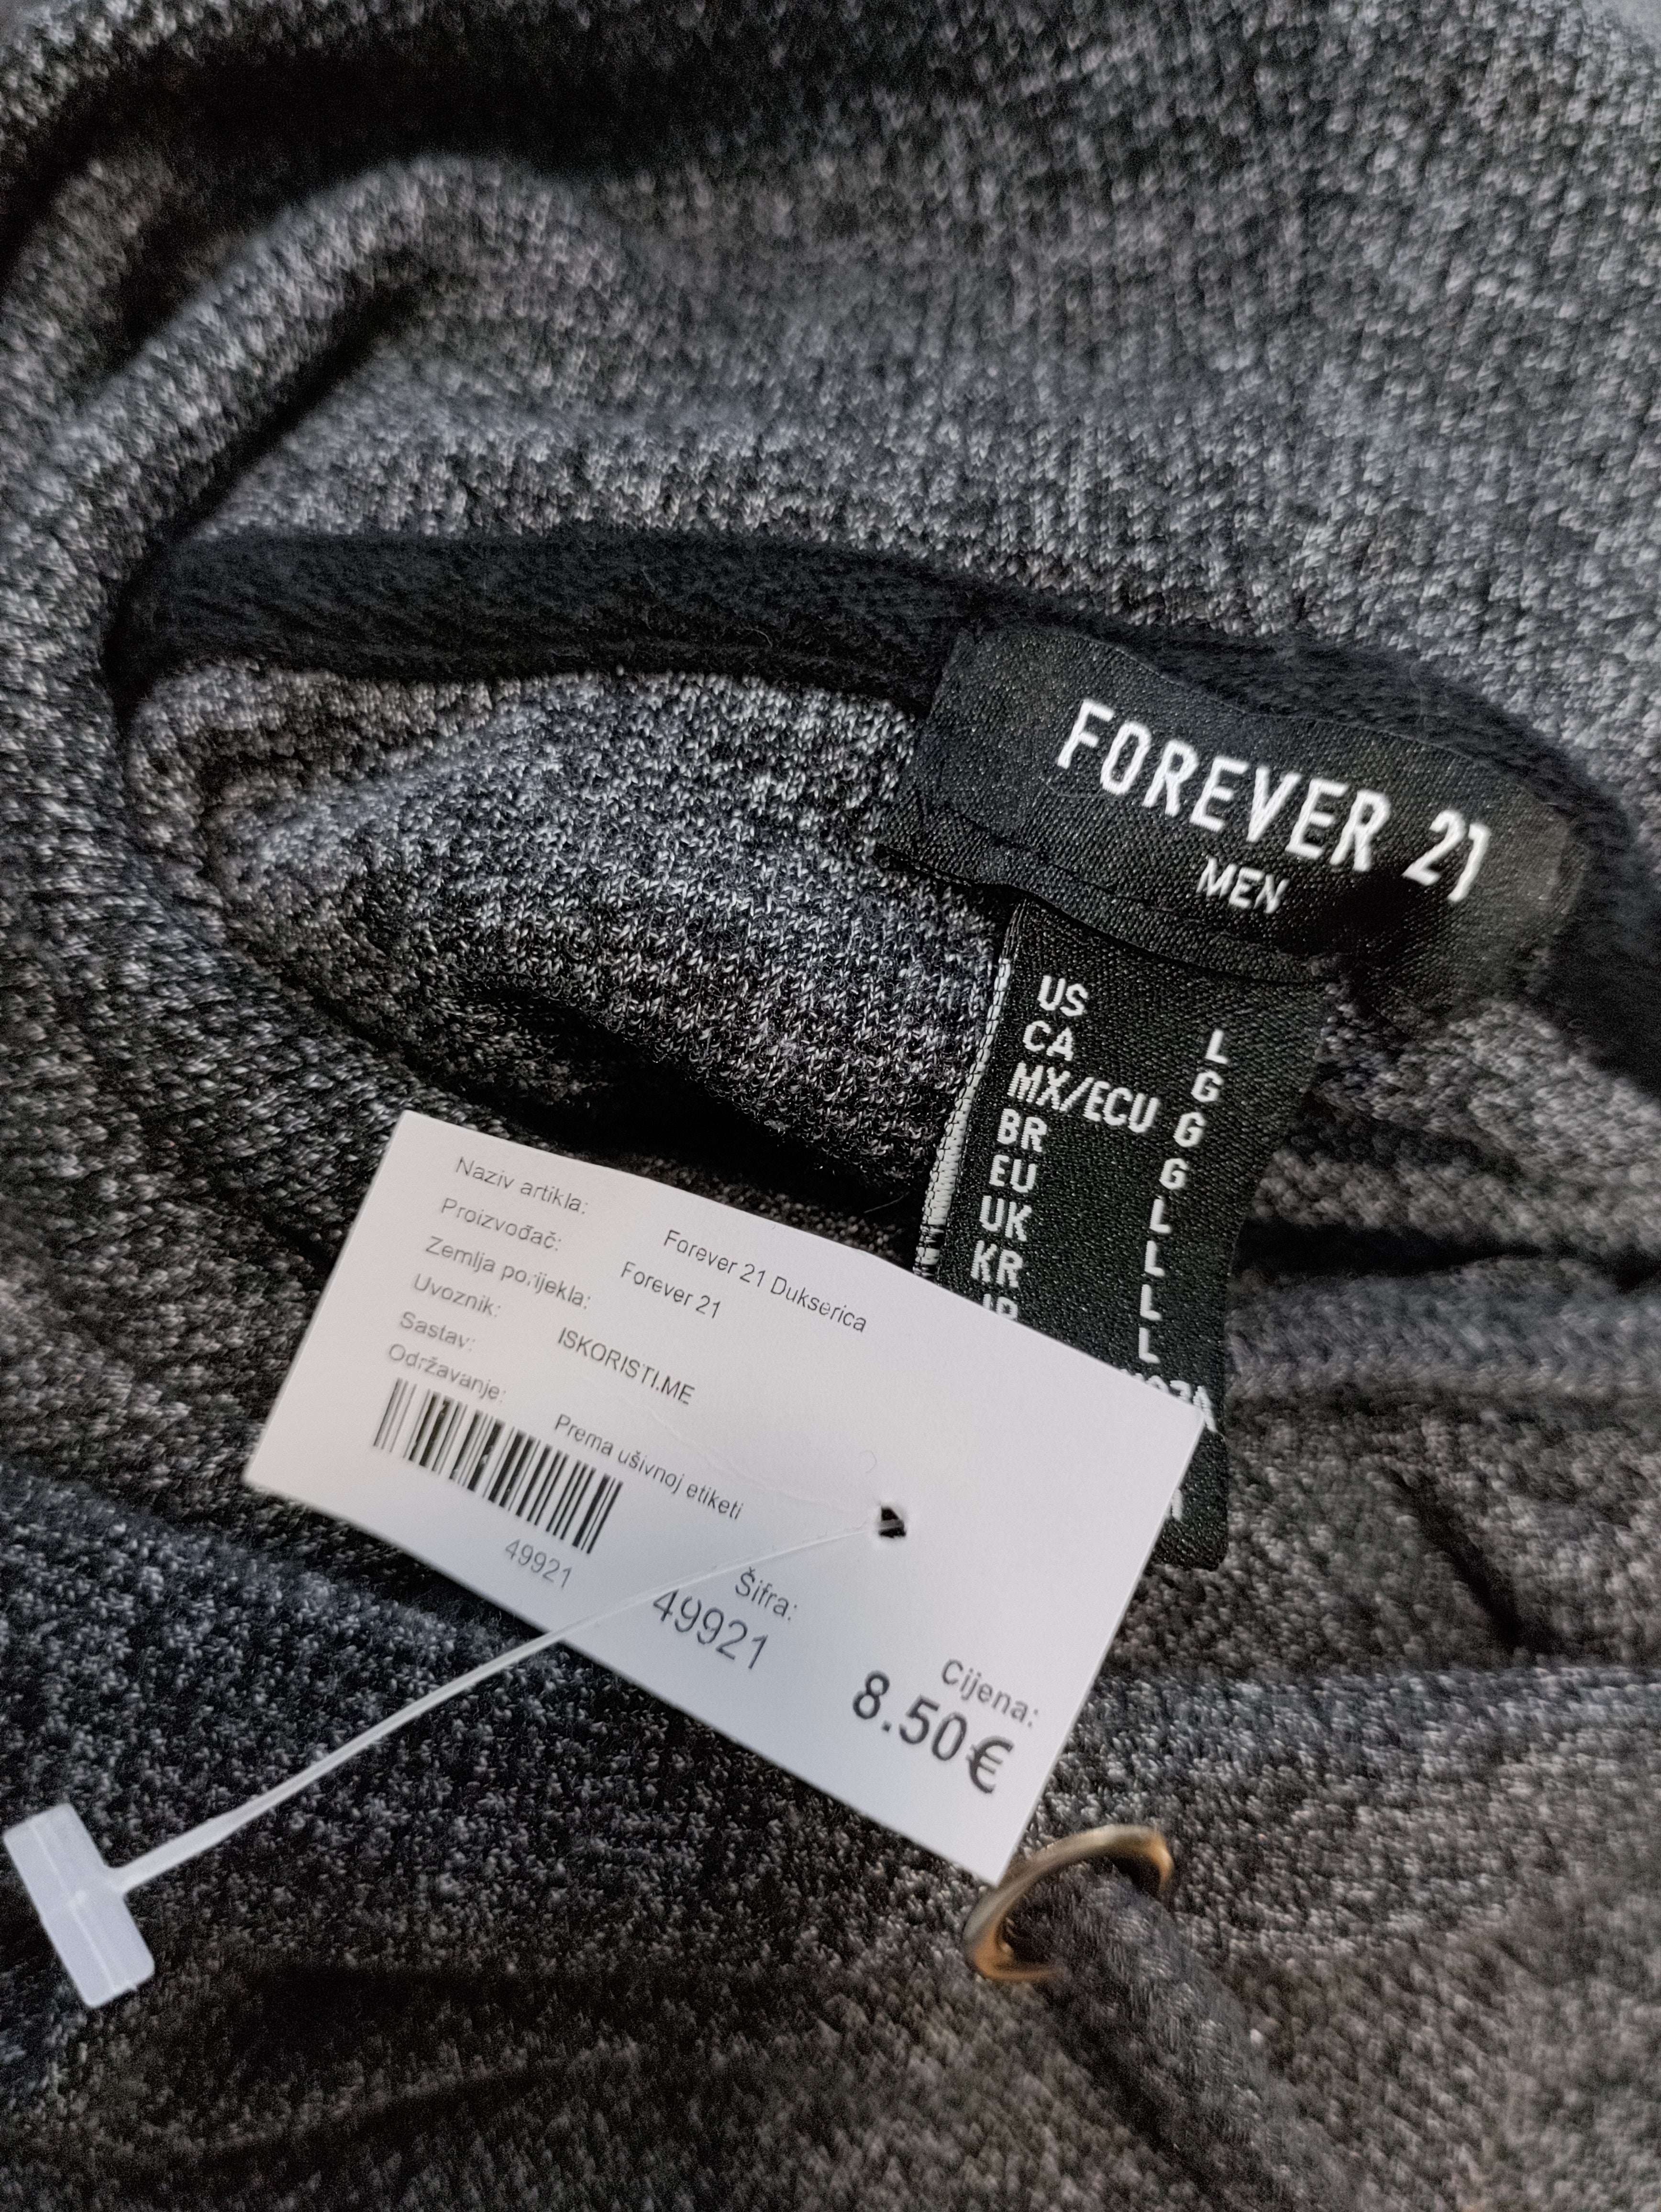 FOREVER 21
MEN
US L
CA G
MX/ECU G
BR G
EU L
UK L
KR L
L
Naziv artikla: Forever 21 Dukserica
Proizvođač: Forever 21
Zemlja porijekla:
Uvoznik: ISKORISTI.ME
Sastav:
Održavanje: Prema ušivnoj etiketi
49921
Šifra:
49921
Cijena:
8.50€